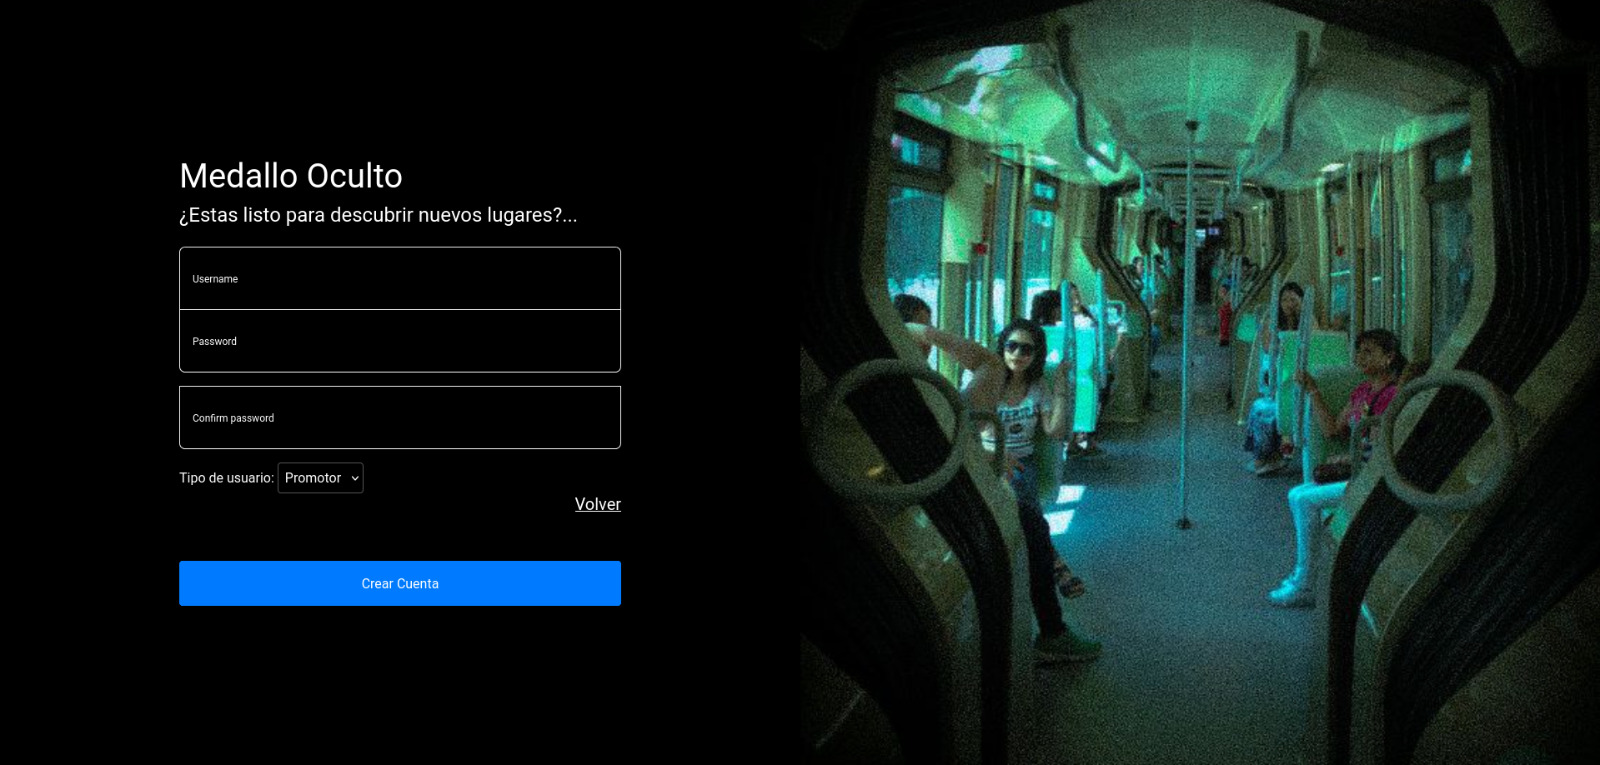 Medallo Oculto
¿Estas listo para descubrir nuevos lugares?...
Username
Password
Confirm password
Tipo de usuario: Promotor
Volver
Crear Cuenta